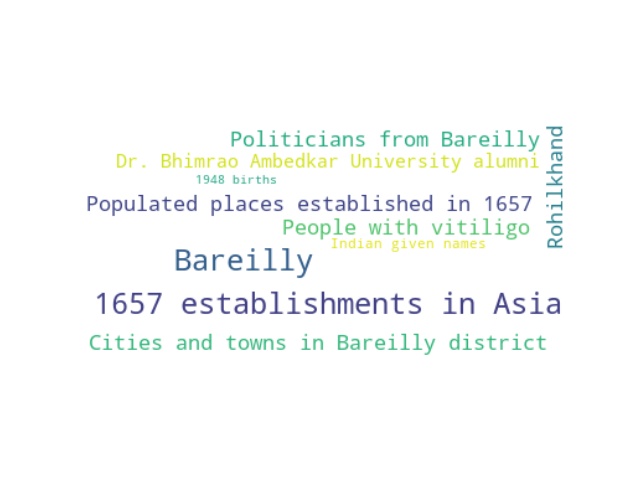 Politicians from Bareilly
Dr. Bhimrao Ambedkar University alumni
1948 births
Populated places established in 1657
People with vitiligo
Indian given names
Bareilly
1657 establishments in Asia
Cities and towns in Bareilly district
Rohilkhand